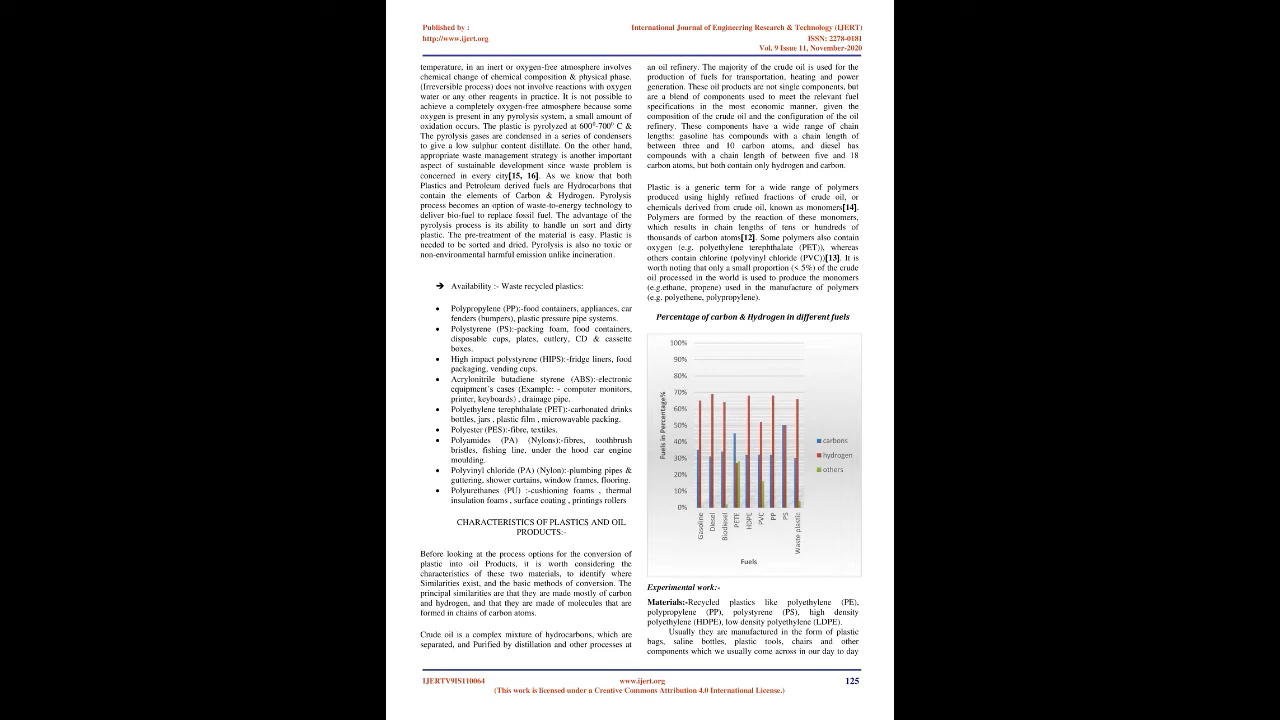 Published by :
http://www.ijert.org
International Journal of Engineering Research & Technology (IJERT)
ISSN: 2278-0181
Vol. 9 Issue 11, November-2020
temperature, in an inert or oxygen-free atmosphere involves
chemical change of chemical composition & physical phase.
(Irreversible process) does not involve reactions with oxygen
water or any other reagents in practice. It is not possible to
achieve a completely oxygen-free atmosphere because some
oxygen is present in any pyrolysis system, a small amount of
oxidation occurs. The plastic is pyrolyzed at 600⁰-700⁰ C &
The pyrolysis gases are condensed in a series of condensers
to give a low sulphur content distillate. On the other hand,
appropriate waste management strategy is another important
aspect of sustainable development since waste problem is
concerned in every city[15, 16]. As we know that both
Plastics and Petroleum derived fuels are Hydrocarbons that
contain the elements of Carbon & Hydrogen. Pyrolysis
process becomes an option of waste-to-energy technology to
deliver bio-fuel to replace fossil fuel. The advantage of the
pyrolysis process is its ability to handle an sort and dirty
plastic. The pre-treatment of the material is easy. Plastic is
needed to be sorted and dried. Pyrolysis is also no toxic or
non-environmental harmful emission unlike incineration.
➔ Availability :- Waste recycled plastics:
• Polypropylene (PP):-food containers, appliances, car
fenders (bumpers), plastic pressure pipe systems.
• Polystyrene (PS):-packing foam, food containers,
disposable cups, plates, cutlery, CD & cassette
boxes.
• High impact polystyrene (HIPS):-fridge liners, food
packaging, vending cups.
• Acrylonitrile butadiene styrene (ABS):-electronic
equipment's cases (Example: - computer monitors,
printer, keyboards) , drainage pipe.
• Polyethylene terephthalate (PET):-carbonated drinks
bottles, jars , plastic film , microwavable packing.
• Polyester (PES):-fibre, textiles.
• Polyamides (PA) (Nylons):-fibres, toothbrush
bristles, fishing line, under the hood car engine
moulding.
• Polyvinyl chloride (PA) (Nylon):-plumbing pipes &
guttering, shower curtains, window frames, flooring.
• Polyurethanes (PU) :-cushioning foams , thermal
insulation foams , surface coating , printings rollers
CHARACTERISTICS OF PLASTICS AND OIL
PRODUCTS:-
Before looking at the process options for the conversion of
plastic into oil Products, it is worth considering the
characteristics of these two materials, to identify where
Similarities exist, and the basic methods of conversion. The
principal similarities are that they are made mostly of carbon
and hydrogen, and that they are made of molecules that are
formed in chains of carbon atoms.
Crude oil is a complex mixture of hydrocarbons, which are
separated, and Purified by distillation and other processes at
an oil refinery. The majority of the crude oil is used for the
production of fuels for transportation, heating and power
generation. These oil products are not single components, but
are a blend of components used to meet the relevant fuel
specifications in the most economic manner, given the
composition of the crude oil and the configuration of the oil
refinery. These components have a wide range of chain
lengths: gasoline has compounds with a chain length of
between three and 10 carbon atoms, and diesel has
compounds with a chain length of between five and 18
carbon atoms, but both contain only hydrogen and carbon.
Plastic is a generic term for a wide range of polymers
produced using highly refined fractions of crude oil, or
chemicals derived from crude oil, known as monomers[14].
Polymers are formed by the reaction of these monomers,
which results in chain lengths of tens or hundreds of
thousands of carbon atoms[12]. Some polymers also contain
oxygen (e.g. polyethylene terephthalate (PET)), whereas
others contain chlorine (polyvinyl chloride (PVC))[13]. It is
worth noting that only a small proportion (< 5%) of the crude
oil processed in the world is used to produce the monomers
(e.g.ethane, propene) used in the manufacture of polymers
(e.g. polyethene, polypropylene).
Percentage of carbon & Hydrogen in different fuels
100%
90%
80%
70%
60%
50%
40%
30%
20%
10%
0%
Fuels in Percentage%
Gasoline
Diesel
Biodiesel
PETE
HDPE
PVC
PP
PS
Waste plastic
Fuels
carbons
hydrogen
others
Experimental work:-
Materials:-Recycled plastics like polyethylene (PE),
polypropylene (PP), polystyrene (PS), high density
polyethylene (HDPE), low density polyethylene (LDPE).
Usually they are manufactured in the form of plastic
bags, saline bottles, plastic tools, chairs and other
components which we usually come across in our day to day
IJERTV9IS110064
www.ijert.org
(This work is licensed under a Creative Commons Attribution 4.0 International License.)
125